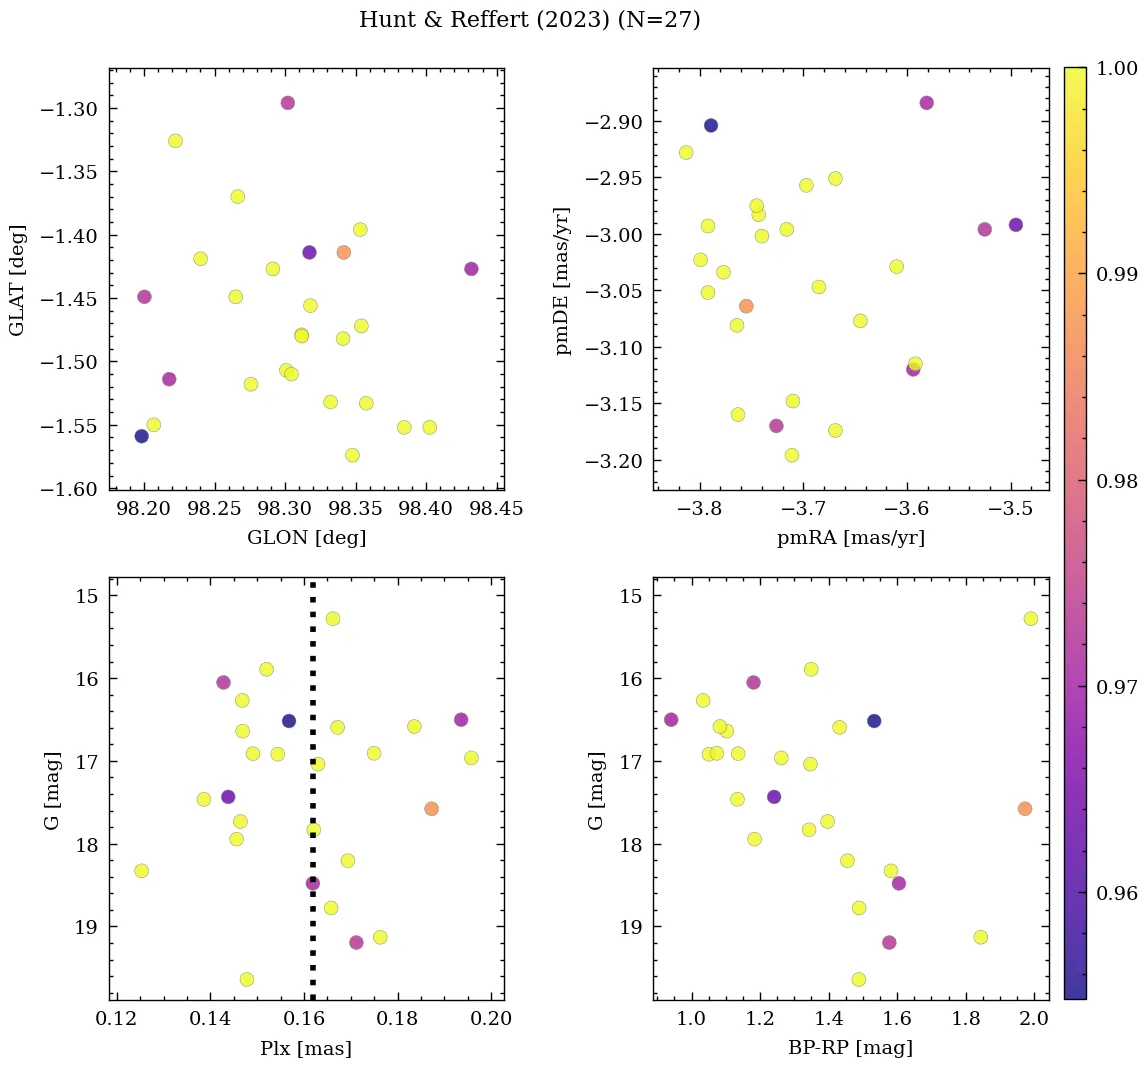 Hunt & Reffert (2023) (N=27)
−1.30
−1.35
−1.40
−1.45
−1.50
−1.55
−1.60
GLAT [deg]
98.20 98.25 98.30 98.35 98.40 98.45
GLON [deg]
−2.90
−2.95
−3.00
−3.05
−3.10
−3.15
−3.20
pmDE [mas/yr]
−3.8 −3.7 −3.6 −3.5
pmRA [mas/yr]
15
16
17
18
19
G [mag]
0.12 0.14 0.16 0.18 0.20
Plx [mas]
15
16
17
18
19
G [mag]
1.0 1.2 1.4 1.6 1.8 2.0
BP-RP [mag]
1.00
0.99
0.98
0.97
0.96